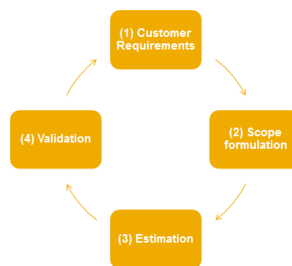 (1) Customer
Requirements
(2) Scope
formulation
(3) Estimation
(4) Validation